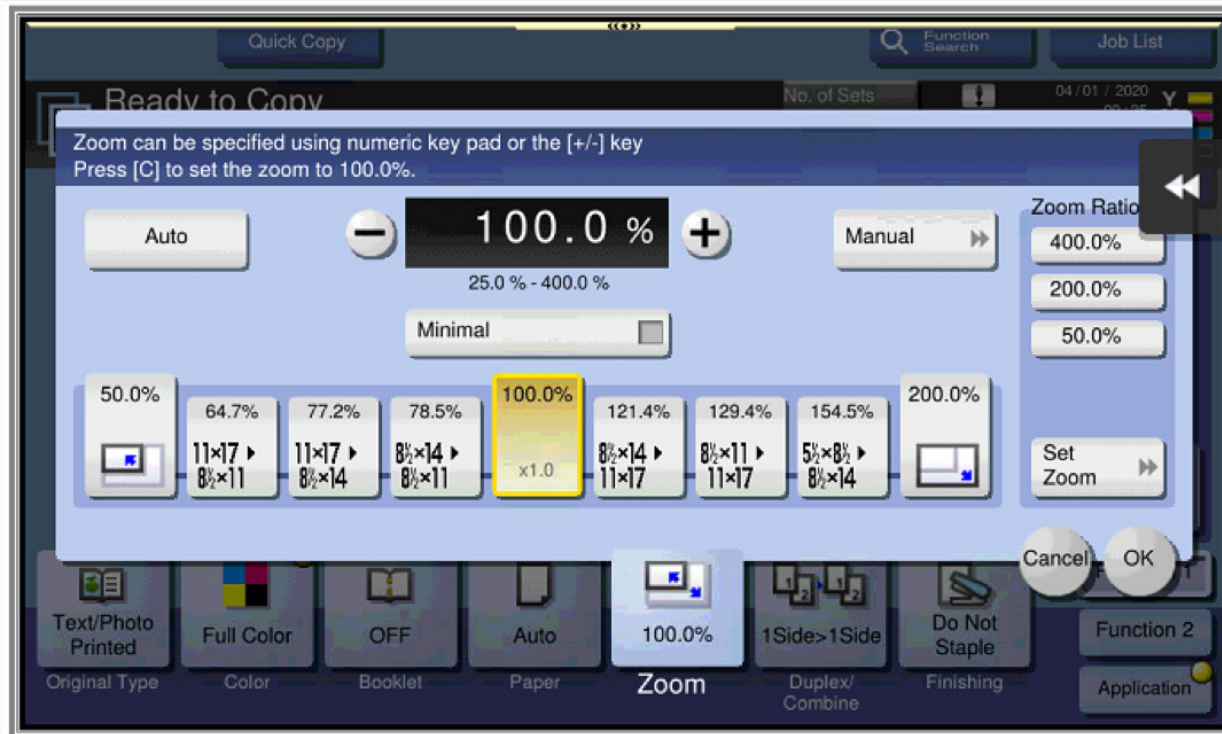 Quick Copy
Function Search
Job List
Ready to Copy
No. of Sets
04/01/2020
Y
Zoom can be specified using numeric key pad or the [+/-] key
Press [C] to set the zoom to 100.0%.
Auto
100.0 %
Manual
25.0 % - 400.0 %
Minimal
Zoom Ratio
400.0%
200.0%
50.0%
Set
Zoom
50.0%
64.7%
11×17 ▸
8½×11
77.2%
11×17 ▸
8½×14
78.5%
8½×14 ▸
8½×11
100.0%
x1.0
121.4%
8½×14 ▸
11×17
129.4%
8½×11 ▸
11×17
154.5%
5½×8½ ▸
8½×14
200.0%
Cancel
OK
Text/Photo
Printed
Original Type
Full Color
Color
OFF
Booklet
Auto
Paper
100.0%
Zoom
1Side>1Side
Duplex/
Combine
Do Not
Staple
Finishing
Function 2
Application